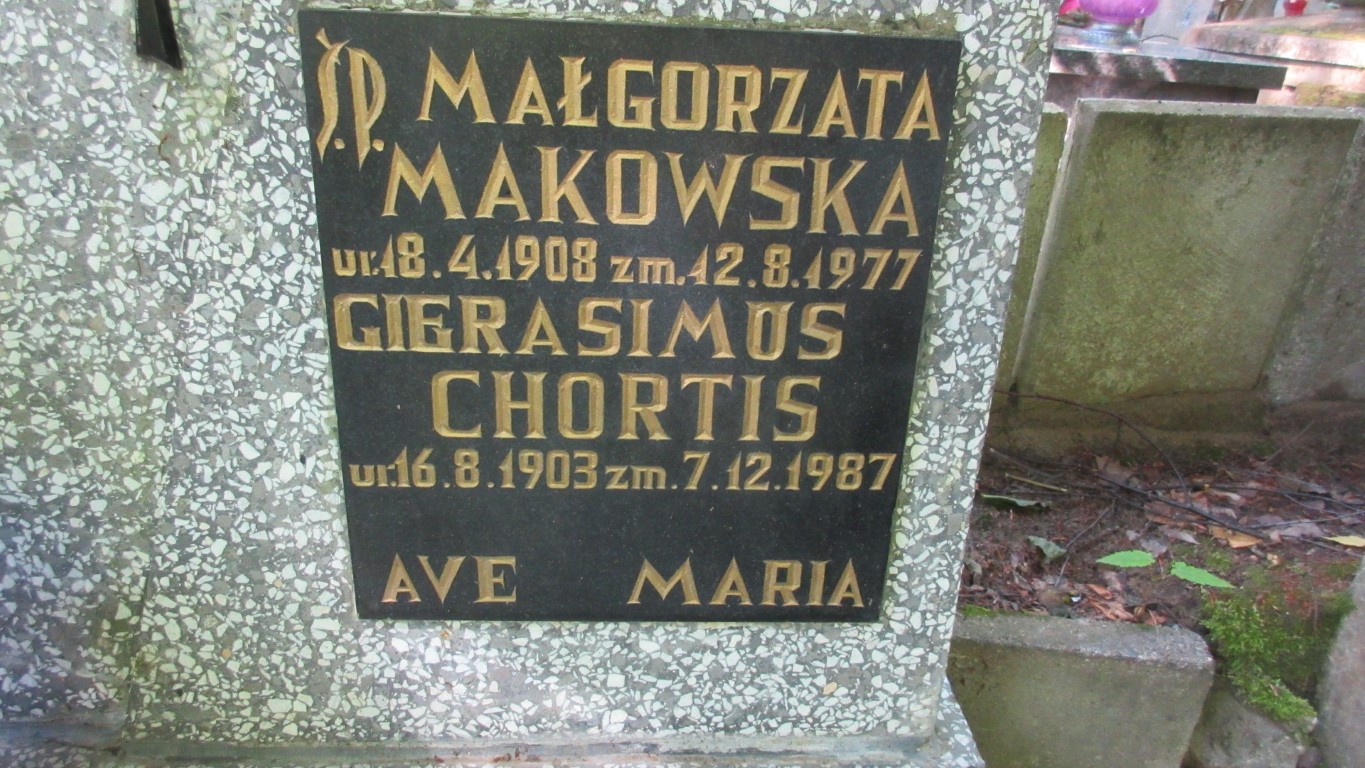 Ś.P. MAŁGORZATA
MAKOWSKA
ur.18.4.1908 zm.12.8.1977
GIERASIMOS
CHORTIS
ur.16.8.1903 zm.7.12.1987
AVE MARIA